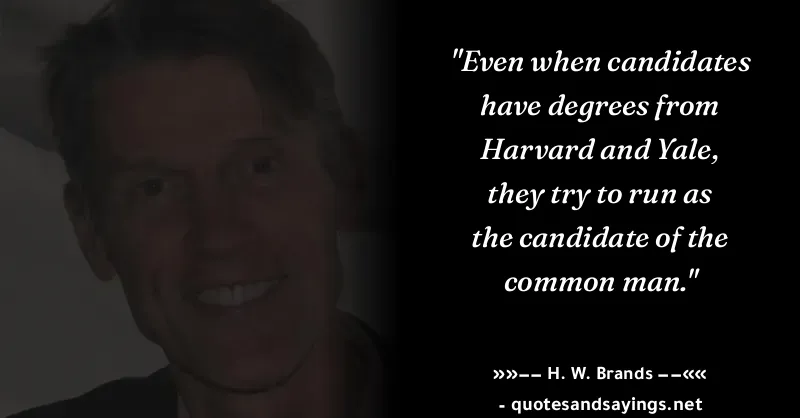 "Even when candidates
have degrees from
Harvard and Yale,
they try to run as
the candidate of the
common man."
»»−− H. W. Brands −−««
- quotesandsayings.net